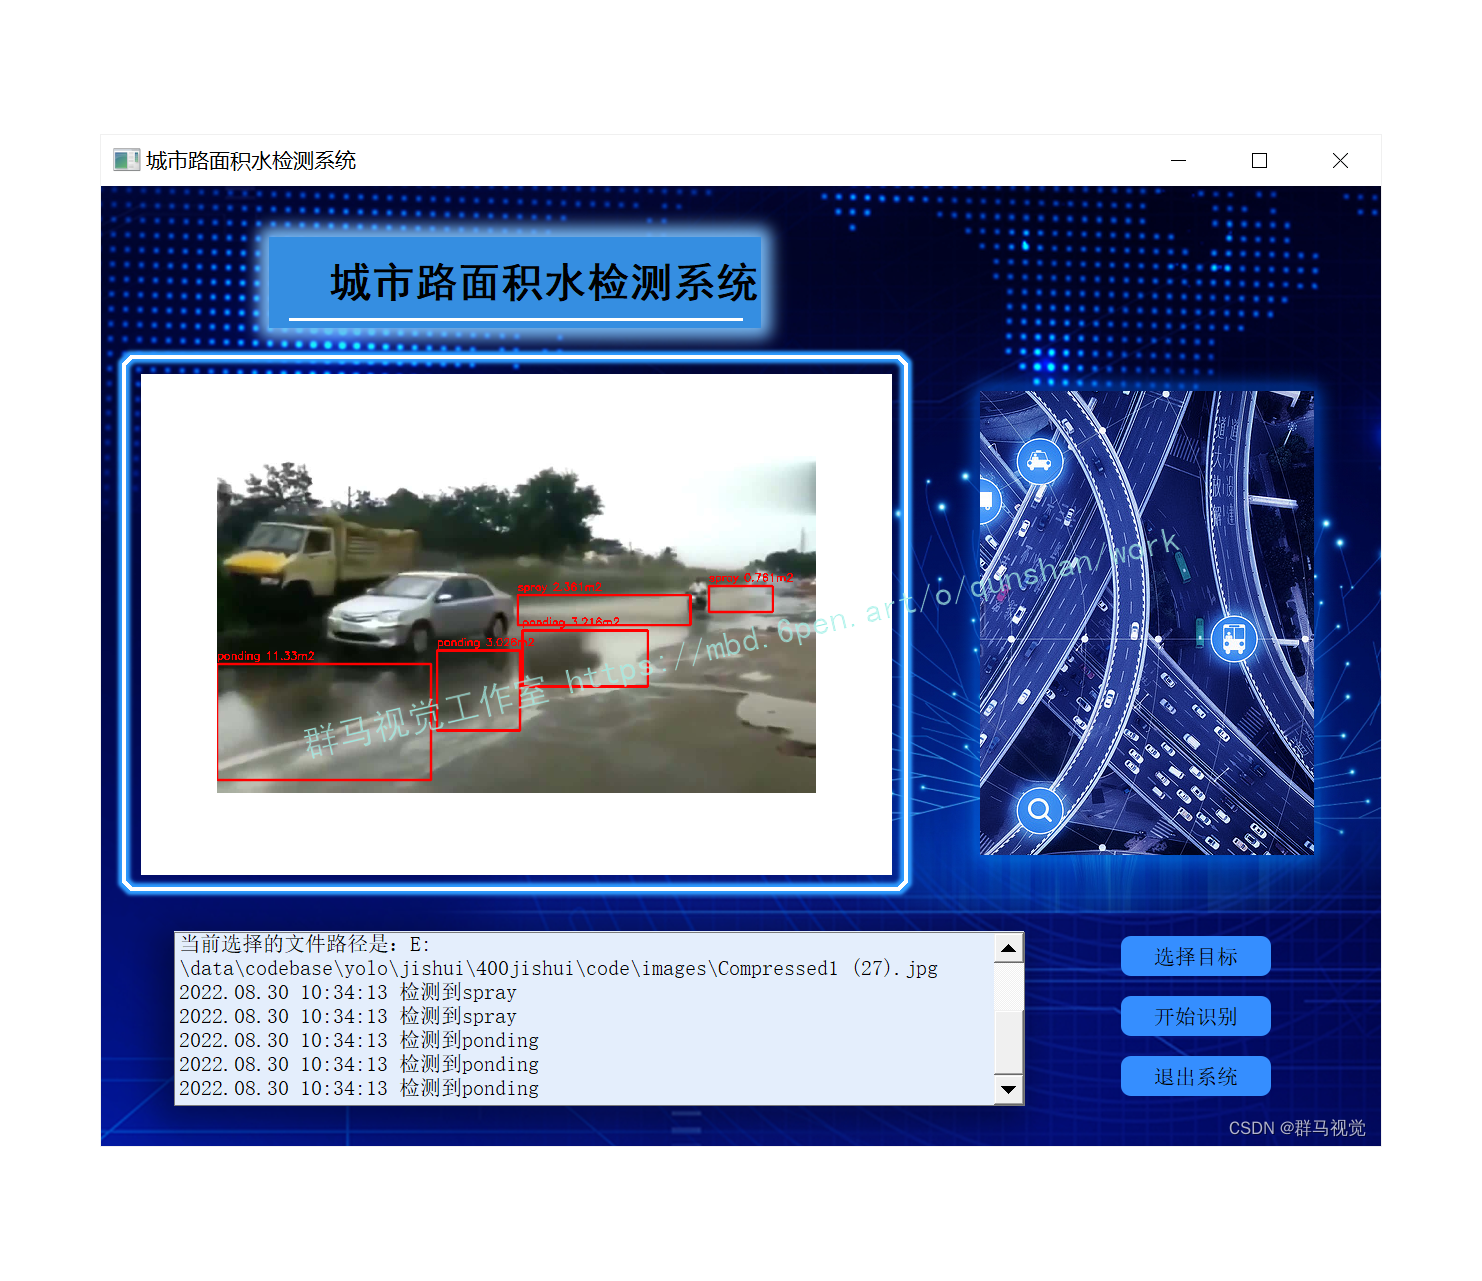 城市路面积水检测系统
城市路面积水检测系统
spray 0.781m2
ponding 3.216m2
ponding
ponding 11.33m2
群马视觉工作室 https://mbd.0pen.art/o/qunshan/work
当前选择的文件路径是：E:
\data\codebase\yolo\jishui\400jishui\code\images\Compressed1 (27).jpg
2022.08.30 10:34:13 检测到spray
2022.08.30 10:34:13 检测到spray
2022.08.30 10:34:13 检测到ponding
2022.08.30 10:34:13 检测到ponding
2022.08.30 10:34:13 检测到ponding
选择目标
开始识别
退出系统
CSDN @群马视觉